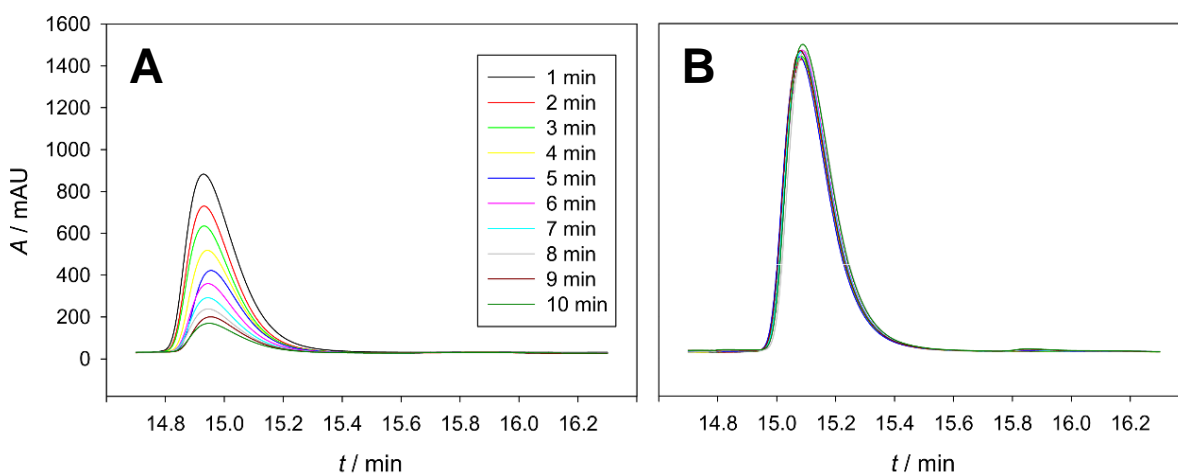 A
B
A / mAU
1600
1400
1200
1000
800
600
400
200
0
1 min
2 min
3 min
4 min
5 min
6 min
7 min
8 min
9 min
10 min
14.8 15.0 15.2 15.4 15.6 15.8 16.0 16.2
14.8 15.0 15.2 15.4 15.6 15.8 16.0 16.2
t / min
t / min